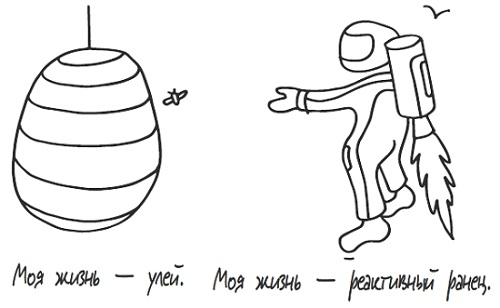 Моя жизнь — улей.
Моя жизнь — реактивный ранец.